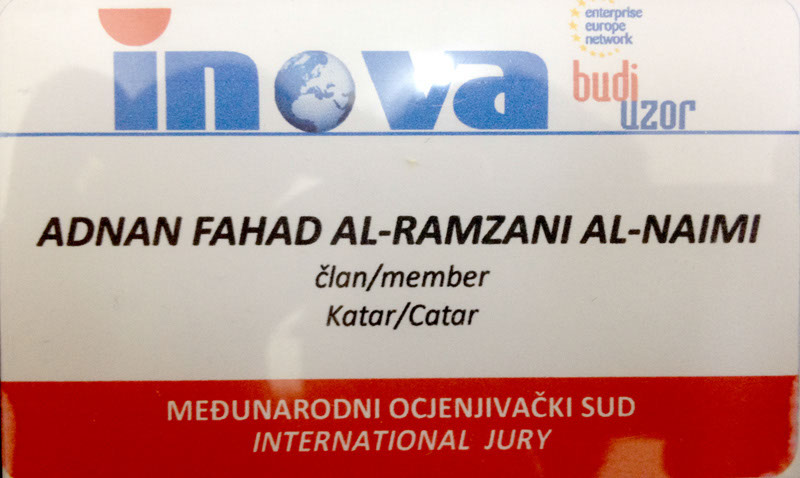 enterprise
europe
network
inova
budi
uzor
ADNAN FAHAD AL-RAMZANI AL-NAIMI
član/member
Katar/Catar
MEĐUNARODNI OCJENJIVAČKI SUD
INTERNATIONAL JURY